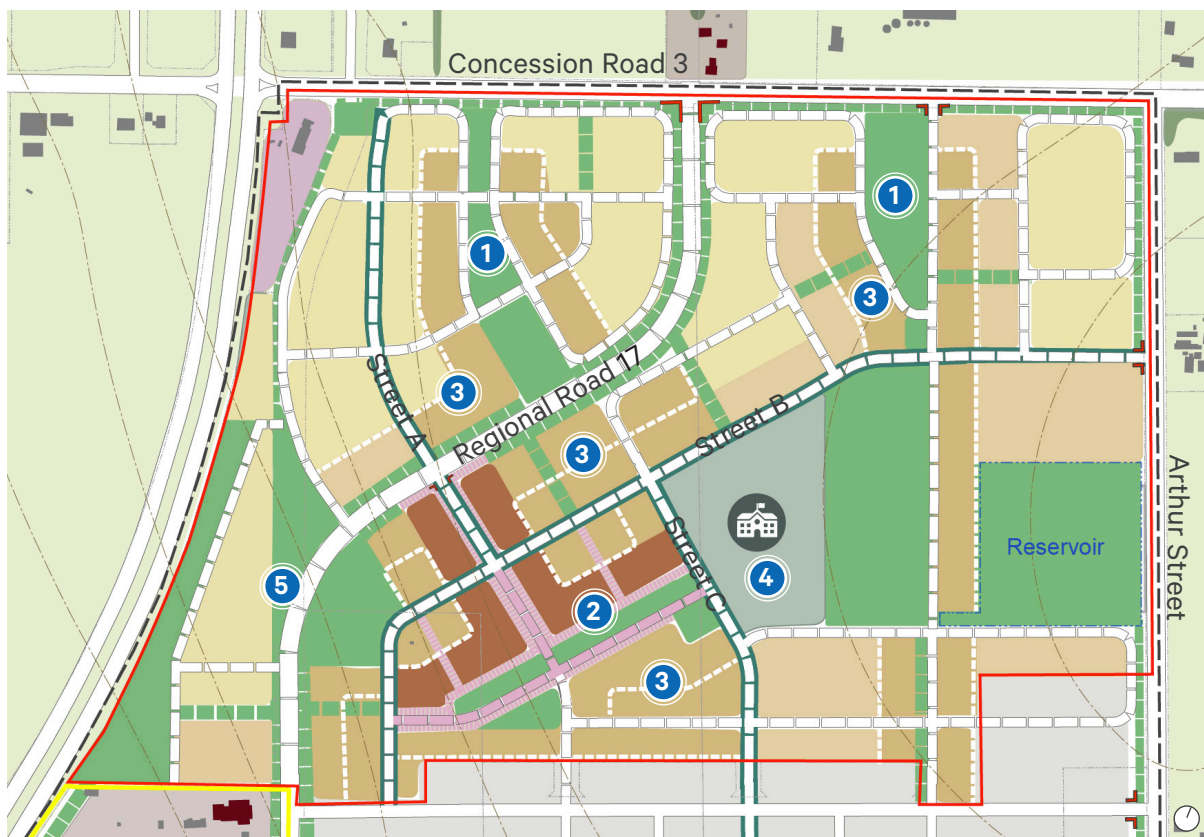 Concession Road 3
1
1
3
Street A
Regional Road 17
3
3
Street B
Arthur Street
Reservoir
Street C
5
4
2
3